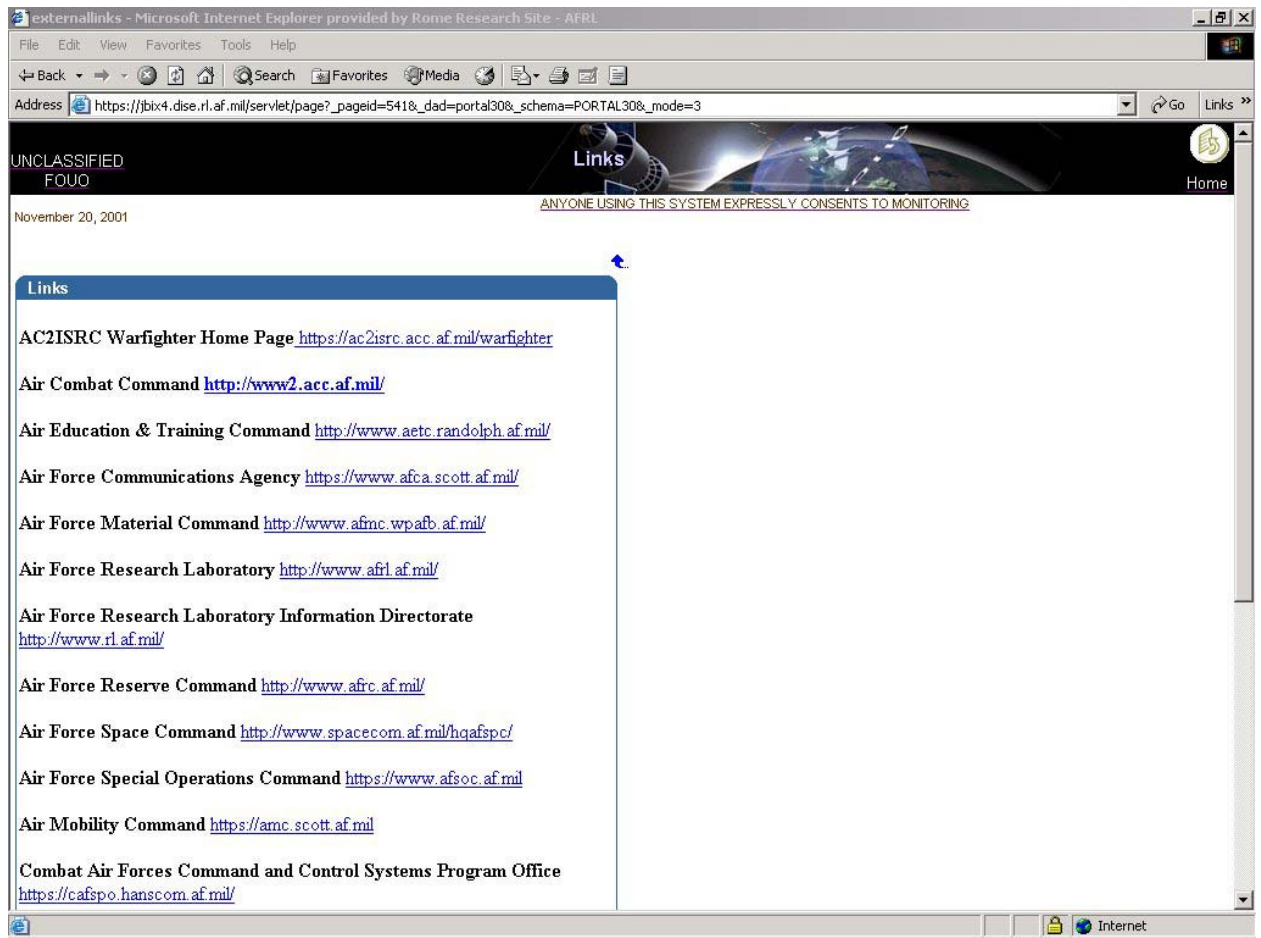 externallinks - Microsoft Internet Explorer provided by Rome Research Site - AFRL
File Edit View Favorites Tools Help
Back Search Favorites Media
Address https://jbix4.dise.rl.af.mil/servlet/page?_pageid=541&_dad=portal30&_schema=PORTAL30&_mode=3 Go Links »
UNCLASSIFIED
FOUO
Links
Home
ANYONE USING THIS SYSTEM EXPRESSLY CONSENTS TO MONITORING
November 20, 2001
Links
AC2ISRC Warfighter Home Page https://ac2isrc.acc.af.mil/warfighter
Air Combat Command http://www2.acc.af.mil/
Air Education & Training Command http://www.aetc.randolph.af.mil/
Air Force Communications Agency https://www.afca.scott.af.mil/
Air Force Material Command http://www.afmc.wpafb.af.mil/
Air Force Research Laboratory http://www.afrl.af.mil/
Air Force Research Laboratory Information Directorate
http://www.rl.af.mil/
Air Force Reserve Command http://www.afrc.af.mil/
Air Force Space Command http://www.spacecom.af.mil/hqafspc/
Air Force Special Operations Command https://www.afsoc.af.mil
Air Mobility Command https://amc.scott.af.mil
Combat Air Forces Command and Control Systems Program Office
https://cafspo.hanscom.af.mil/
Internet